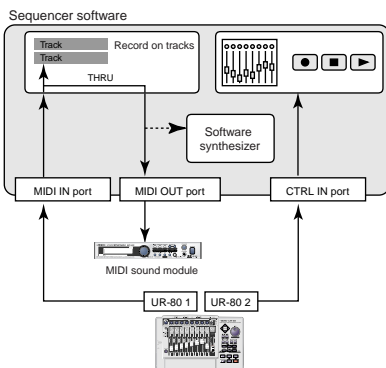 Sequencer software
Track
Record on tracks
Track
THRU
Software
synthesizer
MIDI IN port
MIDI OUT port
CTRL IN port
MIDI sound module
UR-80 1
UR-80 2